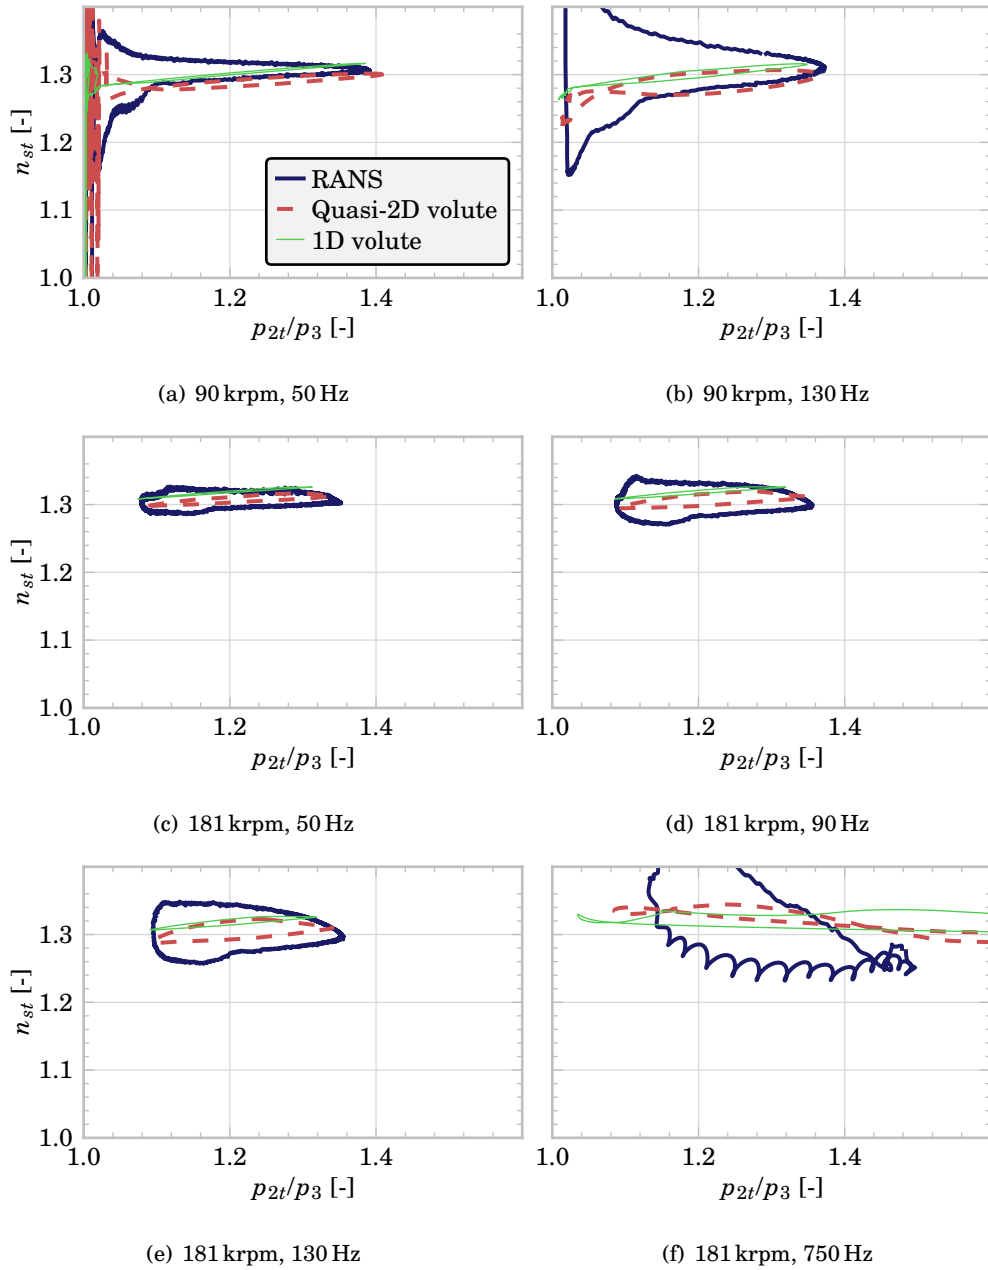 1.3
1.2
1.1
1.0
n_st [-]
RANS
Quasi-2D volute
1D volute
1.0 1.2 1.4
p_2t/p_3 [-]
1.0 1.2 1.4
p_2t/p_3 [-]
(a) 90 krpm, 50 Hz
(b) 90 krpm, 130 Hz
1.3
1.2
1.1
1.0
n_st [-]
1.0 1.2 1.4
p_2t/p_3 [-]
1.0 1.2 1.4
p_2t/p_3 [-]
(c) 181 krpm, 50 Hz
(d) 181 krpm, 90 Hz
1.3
1.2
1.1
1.0
n_st [-]
1.0 1.2 1.4
p_2t/p_3 [-]
1.0 1.2 1.4
p_2t/p_3 [-]
(e) 181 krpm, 130 Hz
(f) 181 krpm, 750 Hz